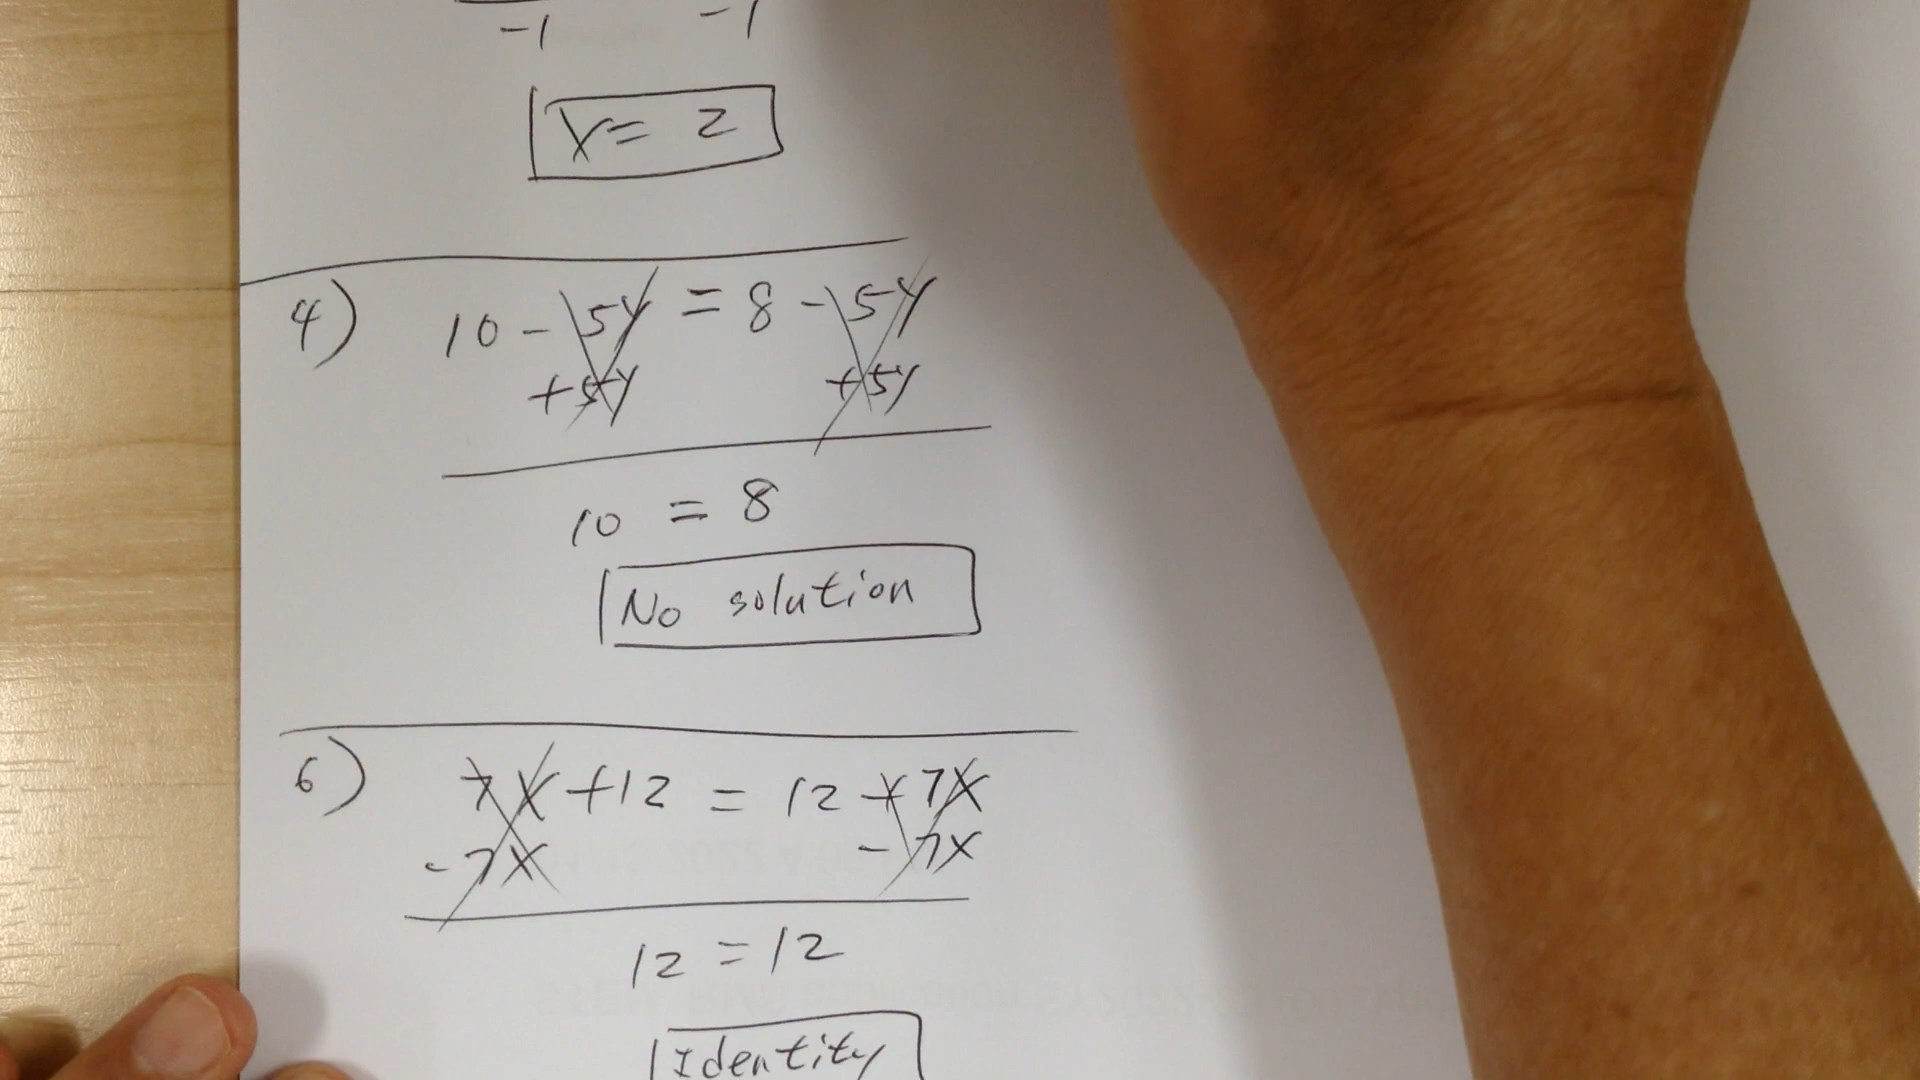 -1 -1
x = 2
4) 10 - 5y = 8 - 5y
+5y +5y
10 = 8
No solution
6) 7x + 12 = 12 + 7x
-7x -7x
12 = 12
Identity